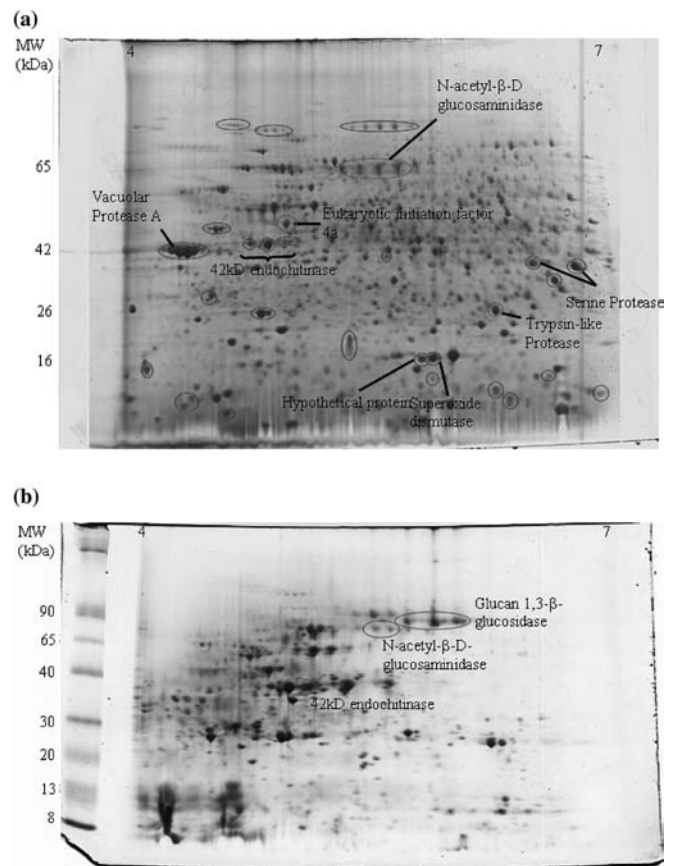 (a)
MW
(kDa)
4
7
N-acetyl-β-D
glucosaminidase
65
Vacuolar
Protease A
Eukaryotic initiation factor
4a
42
42kD endochitinase
Serine Protease
26
Trypsin-like
Protease
16
Hypothetical protein
Superoxide
dismutase
(b)
MW
(kDa)
4
7
90
Glucan 1,3-β-
glucosidase
65
N-acetyl-β-D-
glucosaminidase
40
42kD endochitinase
30
20
13
8